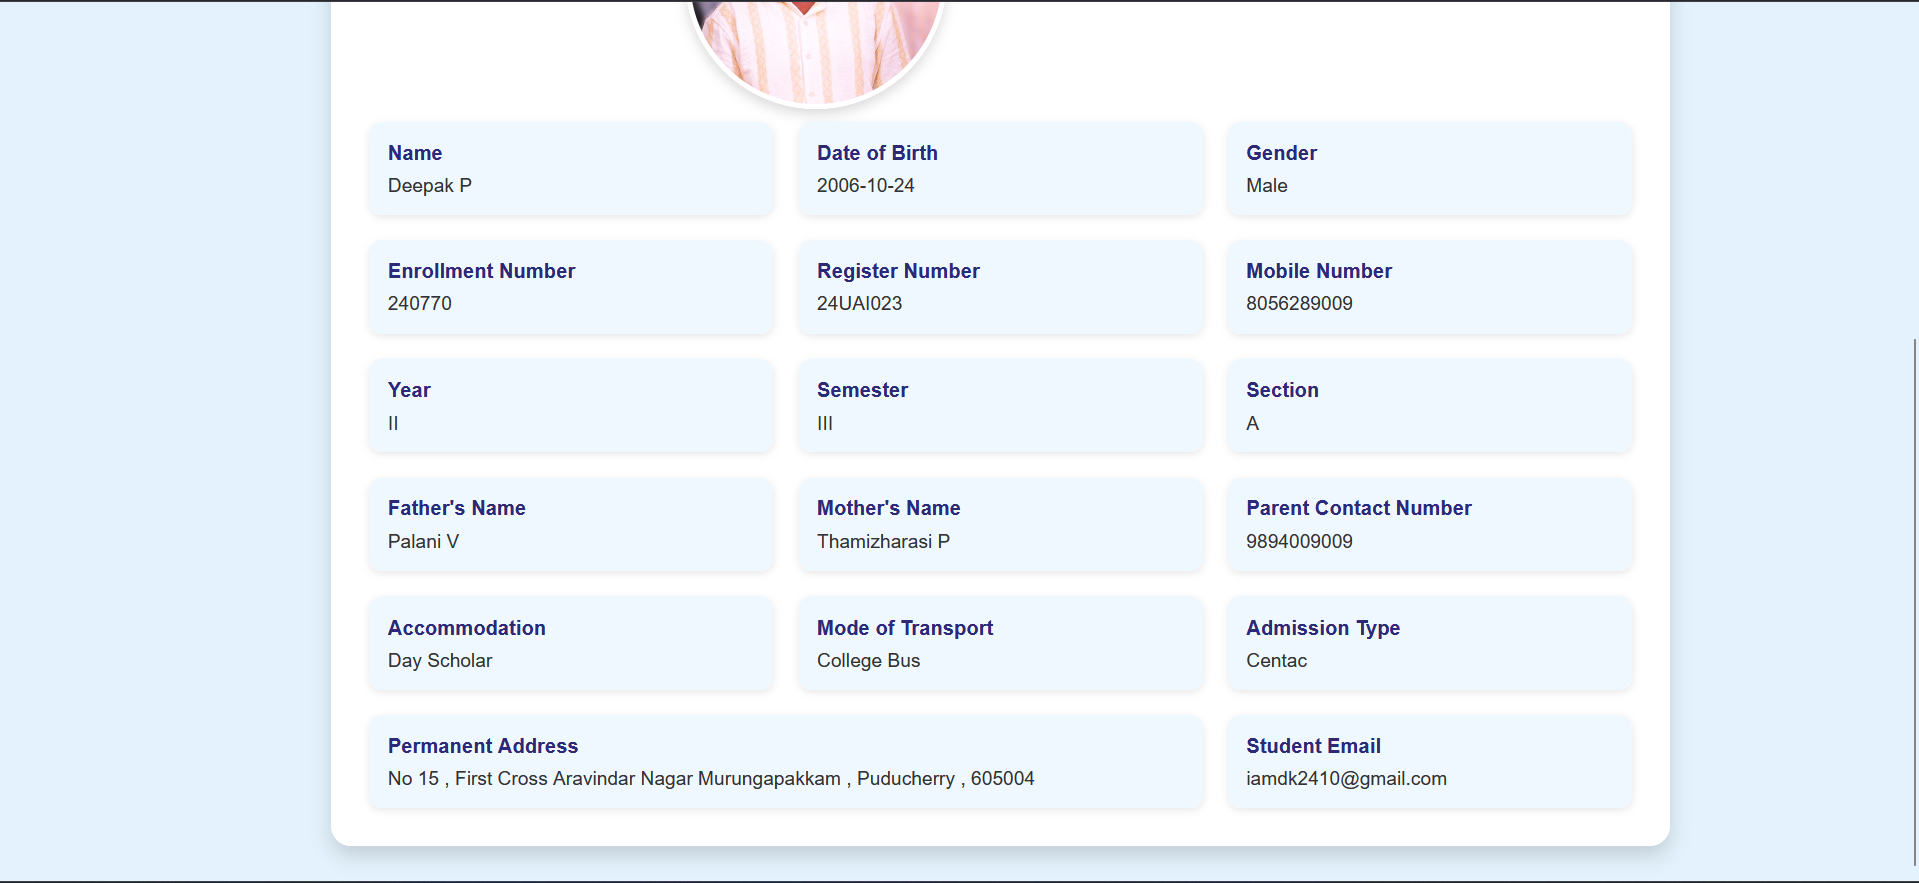 Name
Deepak P
Date of Birth
2006-10-24
Gender
Male
Enrollment Number
240770
Register Number
24UAI023
Mobile Number
8056289009
Year
II
Semester
III
Section
A
Father's Name
Palani V
Mother's Name
Thamizharasi P
Parent Contact Number
9894009009
Accommodation
Day Scholar
Mode of Transport
College Bus
Admission Type
Centac
Permanent Address
No 15 , First Cross Aravindar Nagar Murungapakkam , Puducherry , 605004
Student Email
iamdk2410@gmail.com